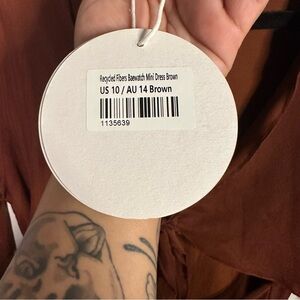 Recycled Fibers Baewatch Mini Dress Brown
US 10 / AU 14 Brown
1135639